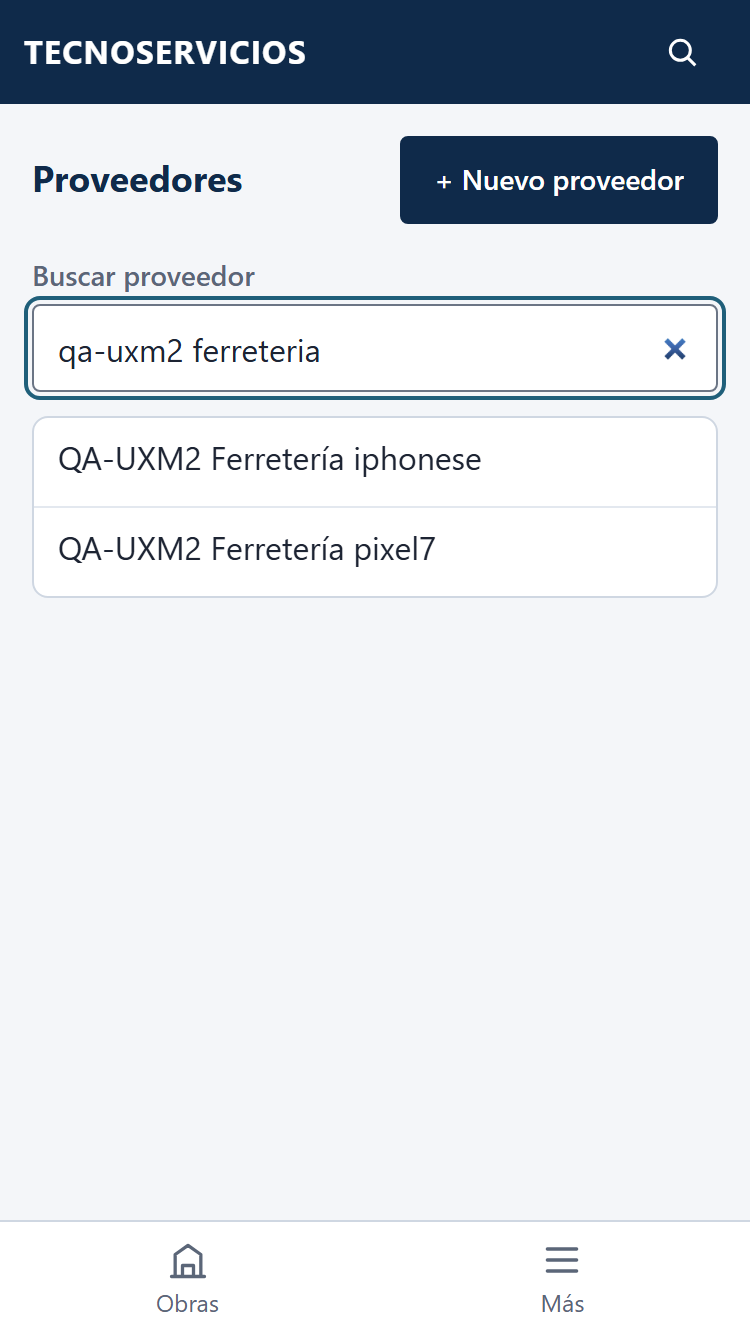 TECNOSERVICIOS
Proveedores
+ Nuevo proveedor
Buscar proveedor
qa-uxm2 ferreteria
QA-UXM2 Ferretería iphonese
QA-UXM2 Ferretería pixel7
Obras
Más